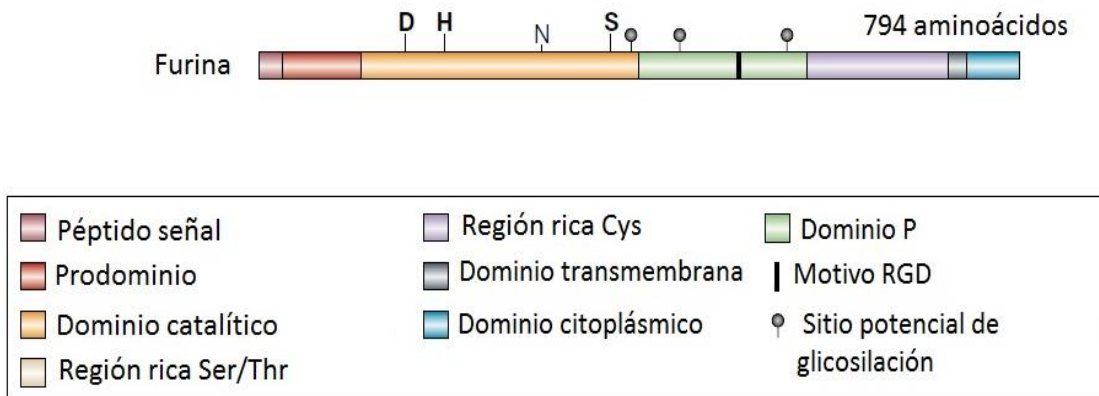 D H N S 794 aminoácidos
Furina
Péptido señal
Prodominio
Dominio catalítico
Región rica Ser/Thr
Región rica Cys
Dominio transmembrana
Dominio citoplásmico
Dominio P
Motivo RGD
Sitio potencial de
glicosilación